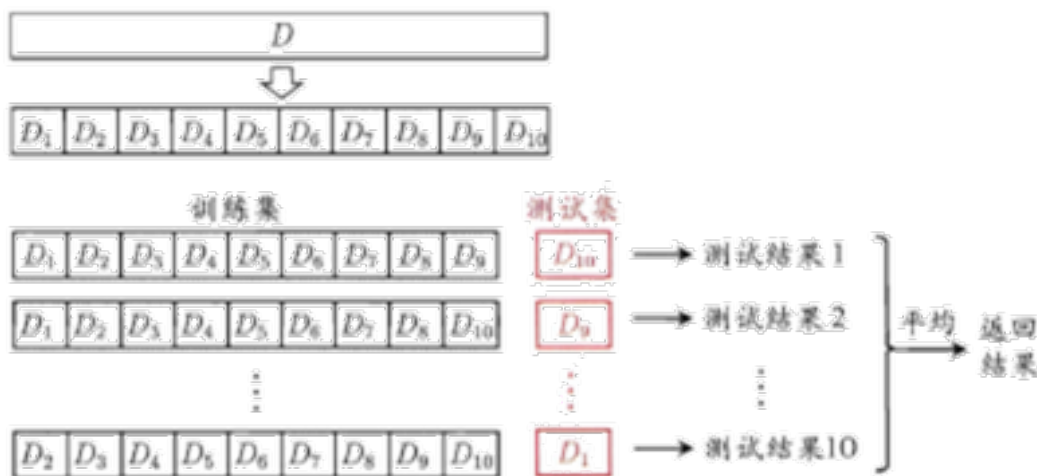 D
D₁ D₂ D₃ D₄ D₅ D₆ D₇ D₈ D₉ D₁₀
训练集 测试集
D₁ D₂ D₃ D₄ D₅ D₆ D₇ D₈ D₉ D₁₀ 测试结果1
D₁ D₂ D₃ D₄ D₅ D₆ D₇ D₈ D₁₀ D₉ 测试结果2
平均 返回
结果
D₂ D₃ D₄ D₅ D₆ D₇ D₈ D₉ D₁₀ D₁ 测试结果10